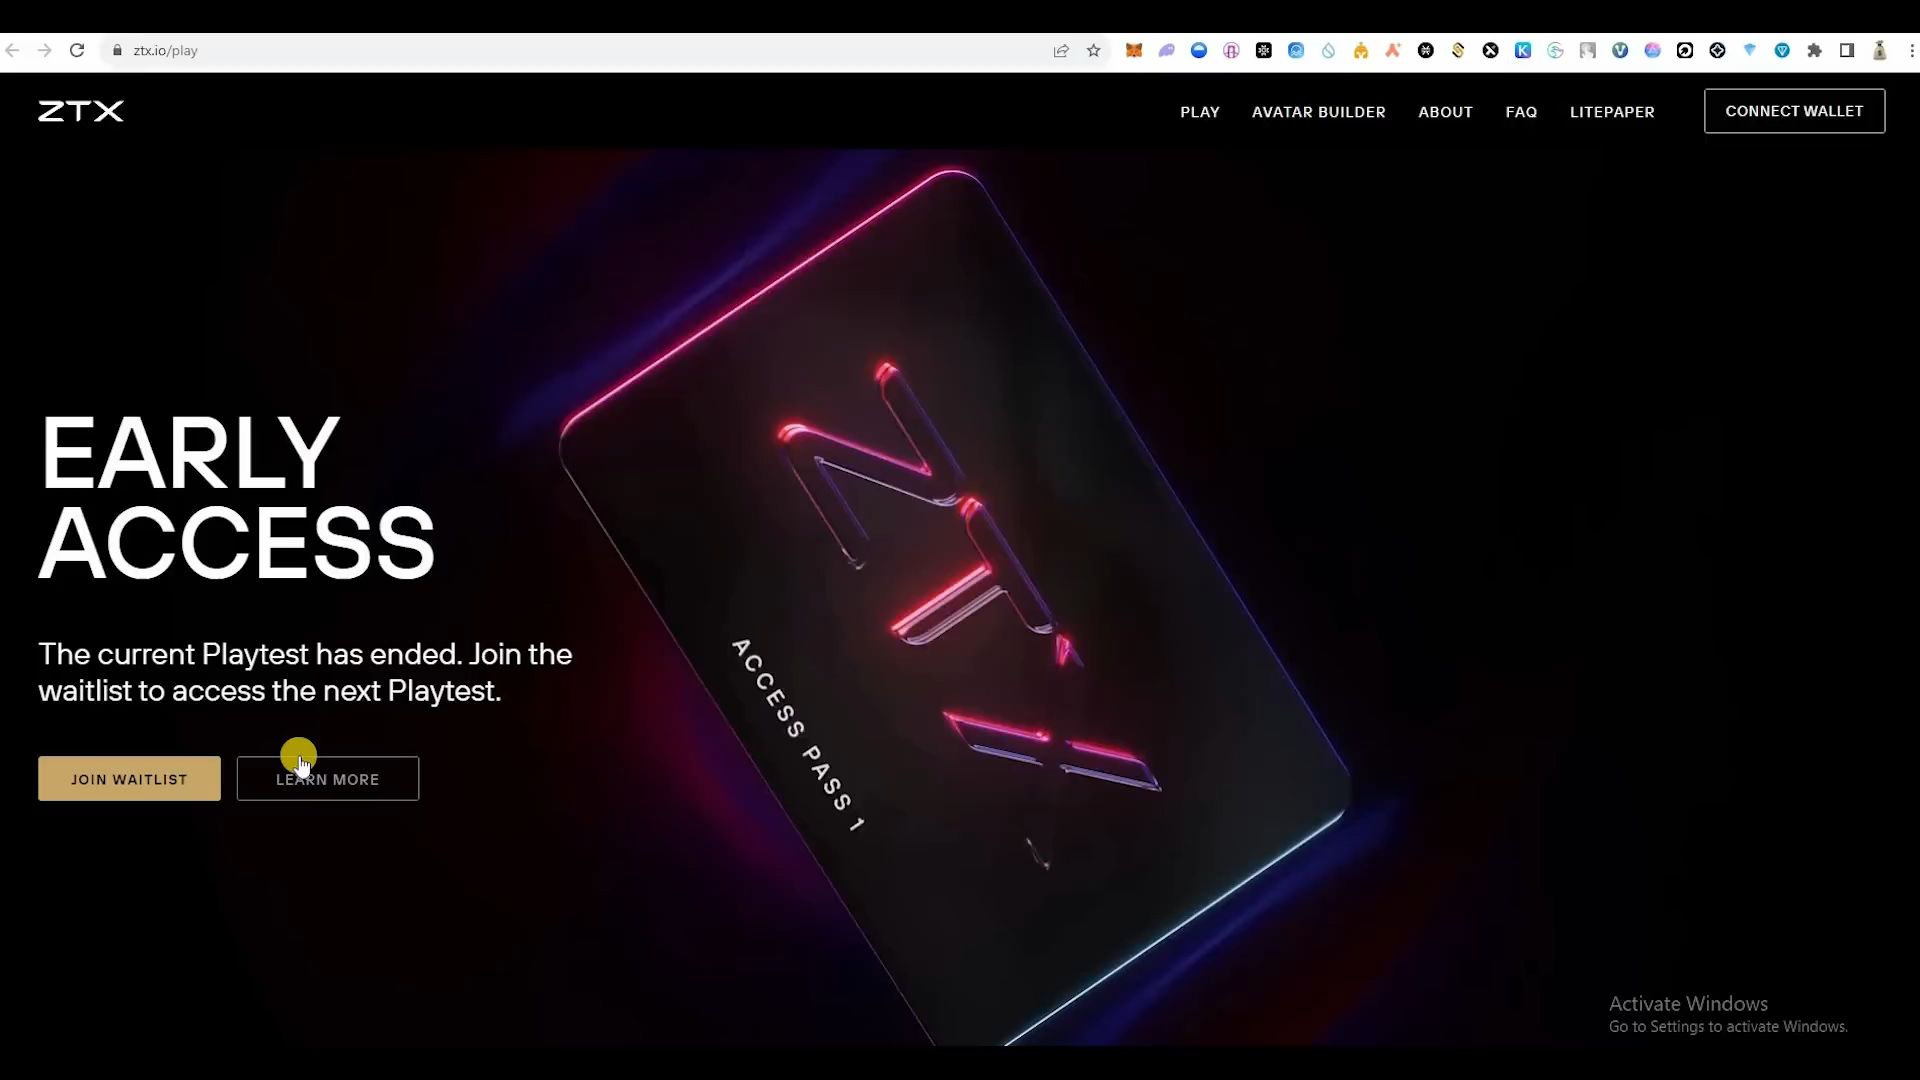 ztx.io/play
ZTX
PLAY
AVATAR BUILDER
ABOUT
FAQ
LITEPAPER
CONNECT WALLET
EARLY
ACCESS
The current Playtest has ended. Join the
waitlist to access the next Playtest.
JOIN WAITLIST
LEARN MORE
ZTX
ACCESS PASS 1
Activate Windows
Go to Settings to activate Windows.